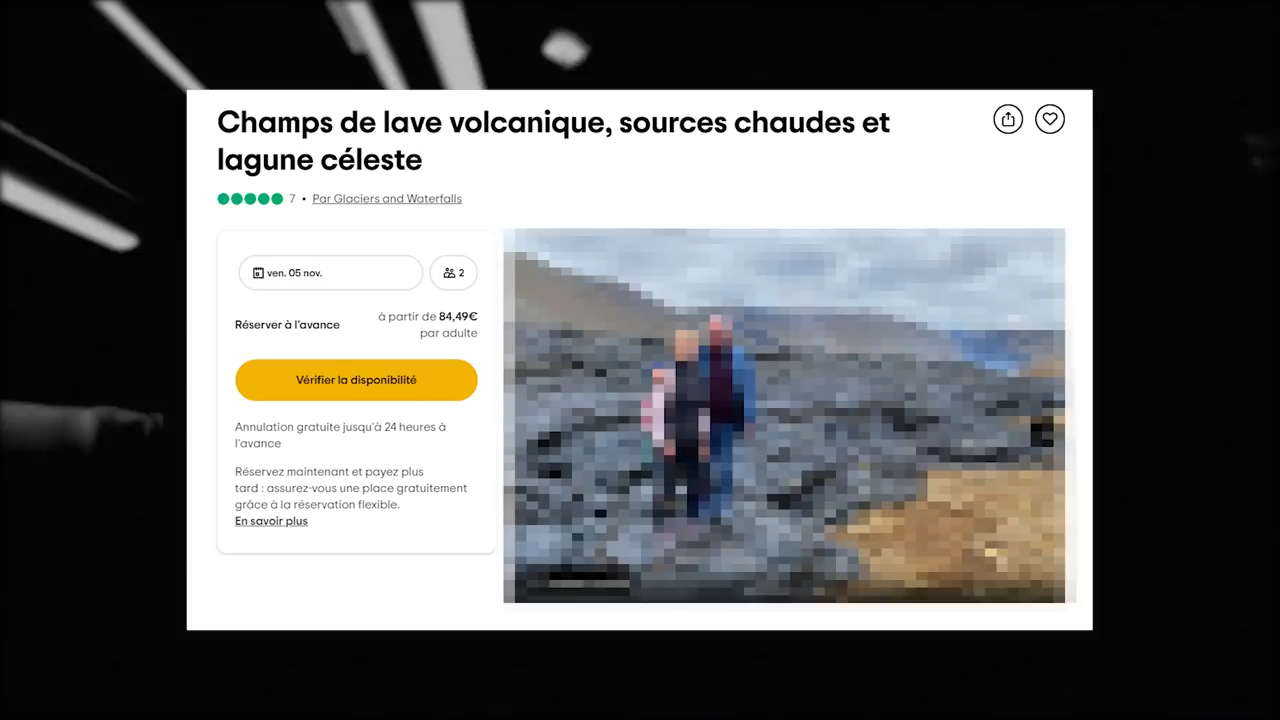 Champs de lave volcanique, sources chaudes et
lagune céleste
7 • Par Glaciers and Waterfalls
ven. 05 nov.
2
Réserver à l'avance
à partir de 84,49€
par adulte
Vérifier la disponibilité
Annulation gratuite jusqu'à 24 heures à
l'avance
Réservez maintenant et payez plus
tard : assurez-vous une place gratuitement
grâce à la réservation flexible.
En savoir plus